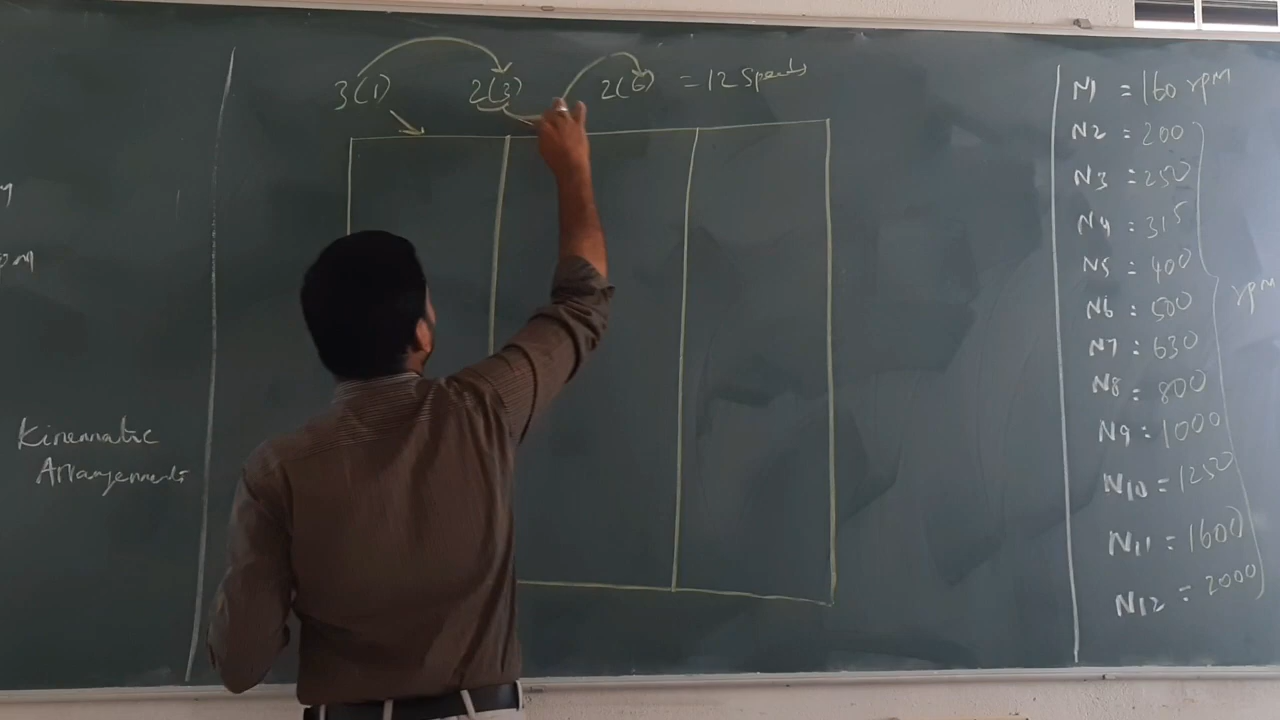 3(1) 2(3) 2(6) = 12 Speeds
Kinematic
Arrangements
N1 = 160 rpm
N2 = 200
N3 = 250
N4 = 315
N5 = 400
N6 = 500
N7 = 630
N8 = 800
N9 = 1000
N10 = 1250
N11 = 1600
N12 = 2000
rpm